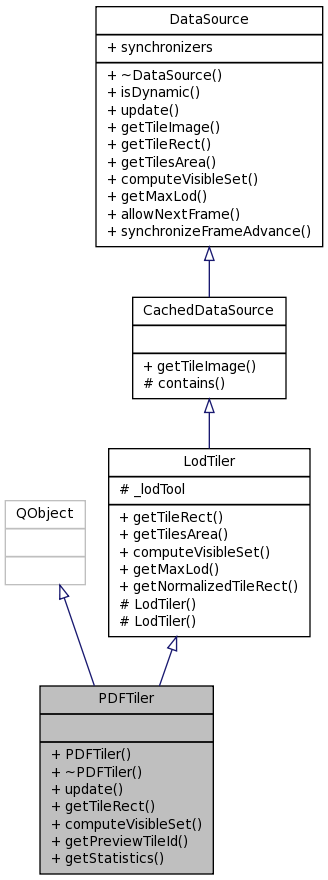 DataSource
+ synchronizers
+ ~DataSource()
+ isDynamic()
+ update()
+ getTileImage()
+ getTileRect()
+ getTilesArea()
+ computeVisibleSet()
+ getMaxLod()
+ allowNextFrame()
+ synchronizeFrameAdvance()
CachedDataSource
+ getTileImage()
# contains()
LodTiler
# _lodTool
+ getTileRect()
+ getTilesArea()
+ computeVisibleSet()
+ getMaxLod()
+ getNormalizedTileRect()
# LodTiler()
# LodTiler()
QObject
PDFTiler
+ PDFTiler()
+ ~PDFTiler()
+ update()
+ getTileRect()
+ computeVisibleSet()
+ getPreviewTileId()
+ getStatistics()